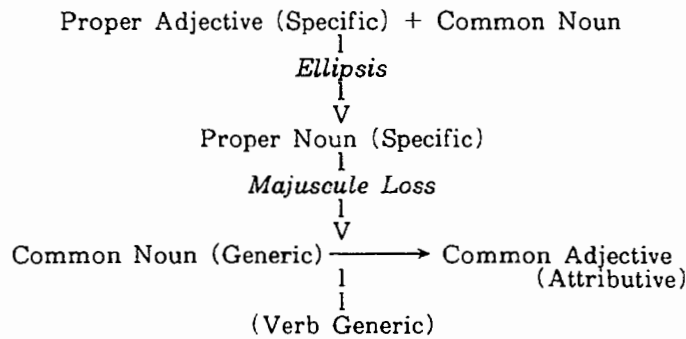 Proper Adjective (Specific) + Common Noun
Ellipsis
V
Proper Noun (Specific)
Majuscule Loss
V
Common Noun (Generic) Common Adjective
(Attributive)
(Verb Generic)